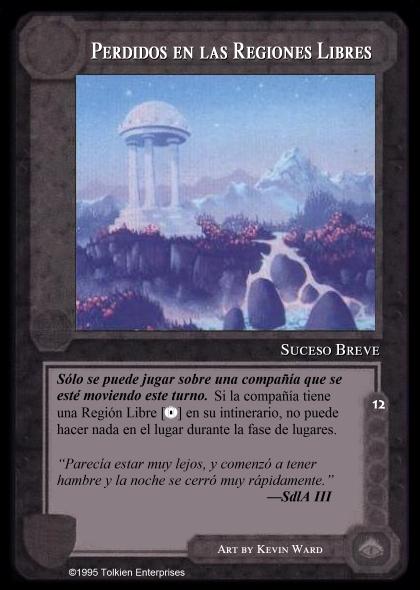 Perdidos en las Regiones Libres
Suceso Breve
Sólo se puede jugar sobre una compañía que se
esté moviendo este turno. Si la compañía tiene
una Región Libre [] en su intinerario, no puede
hacer nada en el lugar durante la fase de lugares.
12
“Parecía estar muy lejos, y comenzó a tener
hambre y la noche se cerró muy rápidamente.”
—SdlA III
Art by Kevin Ward
©1995 Tolkien Enterprises